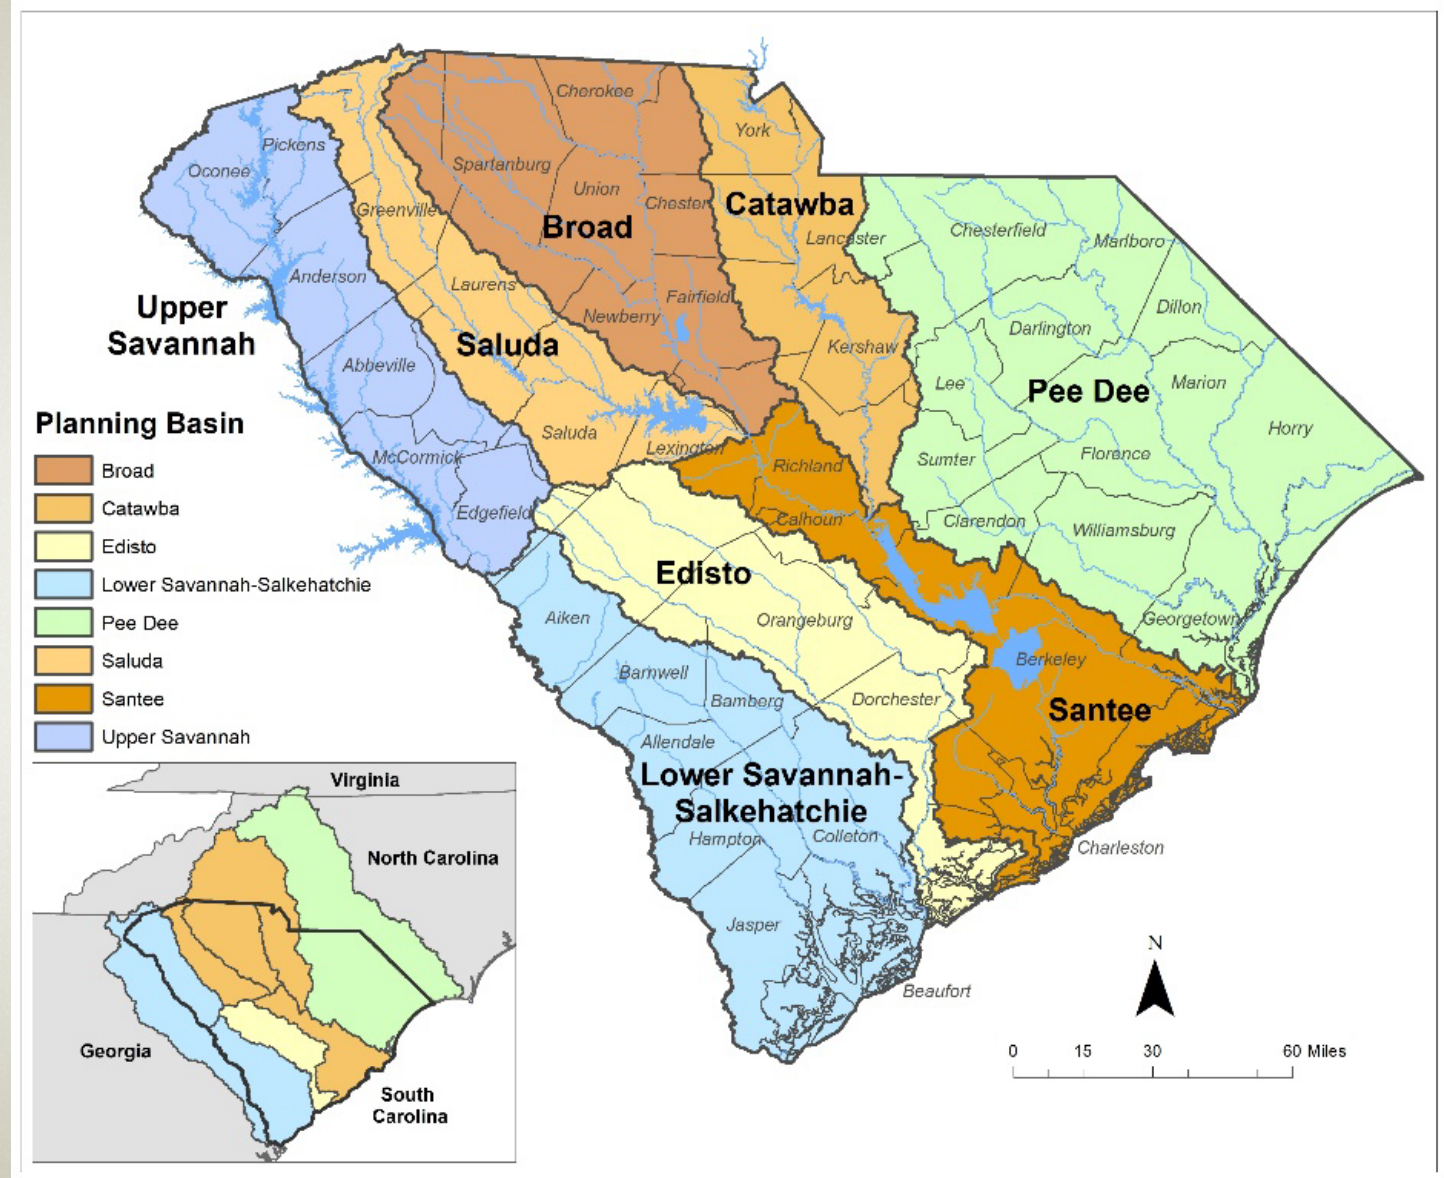 Cherokee
York
Pickens
Oconee
Spartanburg
Union
Chester
Catawba
Greenville
Broad
Lancaster
Chesterfield
Marlboro
Anderson
Laurens
Upper
Savannah
Fairfield
Newberry
Dillon
Darlington
Saluda
Kershaw
Abbeville
Lee
Pee Dee
Marion
Planning Basin
Saluda
Horry
Lexington
McCormick
Richland
Sumter
Florence
Broad
Catawba
Edisto
Lower Savannah-Salkehatchie
Pee Dee
Saluda
Santee
Upper Savannah
Edgefield
Calhoun
Clarendon
Williamsburg
Edisto
Aiken
Orangeburg
Georgetown
Barnwell
Berkeley
Bamberg
Dorchester
Santee
Allendale
Lower Savannah-
Salkehatchie
Hampton
Colleton
Charleston
Jasper
Beaufort
Virginia
North Carolina
Georgia
South
Carolina
N
0 15 30 60 Miles